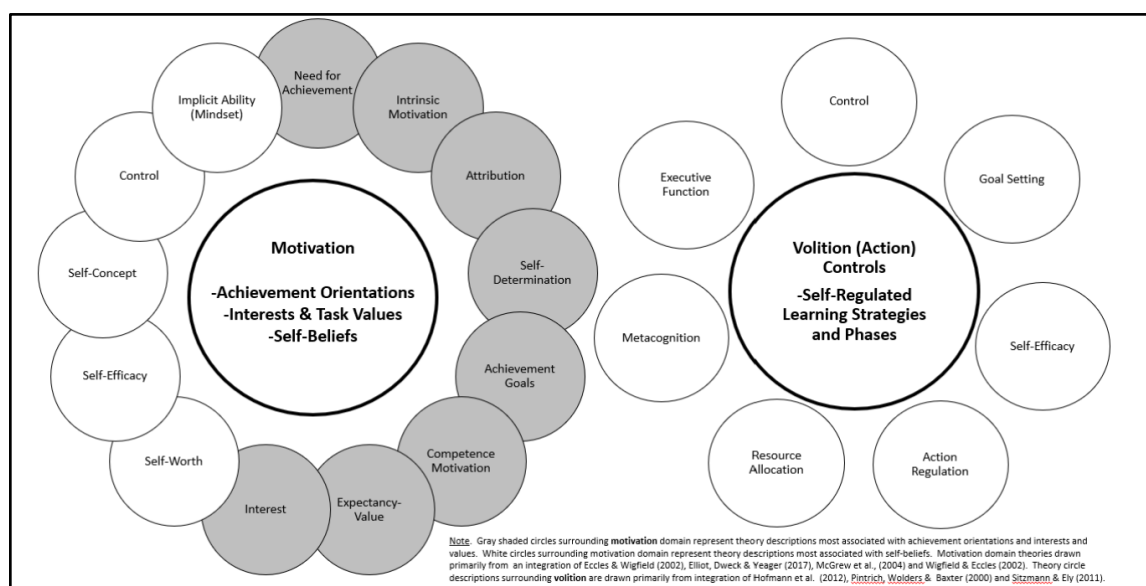 Need for
Achievement
Intrinsic
Motivation
Attribution
Self-
Determination
Achievement
Goals
Competence
Motivation
Expectancy-
Value
Interest
Self-Worth
Self-Efficacy
Self-Concept
Control
Implicit Ability
(Mindset)
Motivation
-Achievement Orientations
-Interests & Task Values
-Self-Beliefs
Control
Goal Setting
Self-Efficacy
Action
Regulation
Resource
Allocation
Metacognition
Executive
Function
Volition (Action)
Controls
-Self-Regulated
Learning Strategies
and Phases
Note. Gray shaded circles surrounding motivation domain represent theory descriptions most associated with achievement orientations and interests and
values. White circles surrounding motivation domain represent theory descriptions most associated with self-beliefs. Motivation domain theories drawn
primarily from an integration of Eccles & Wigfield (2002), Elliot, Dweck & Yeager (2017), McGrew et al., (2004) and Wigfield & Eccles (2002). Theory circle
descriptions surrounding volition are drawn primarily from integration of Hofmann et al. (2012), Pintrich, Wolders & Baxter (2000) and Sitzmann & Ely (2011).